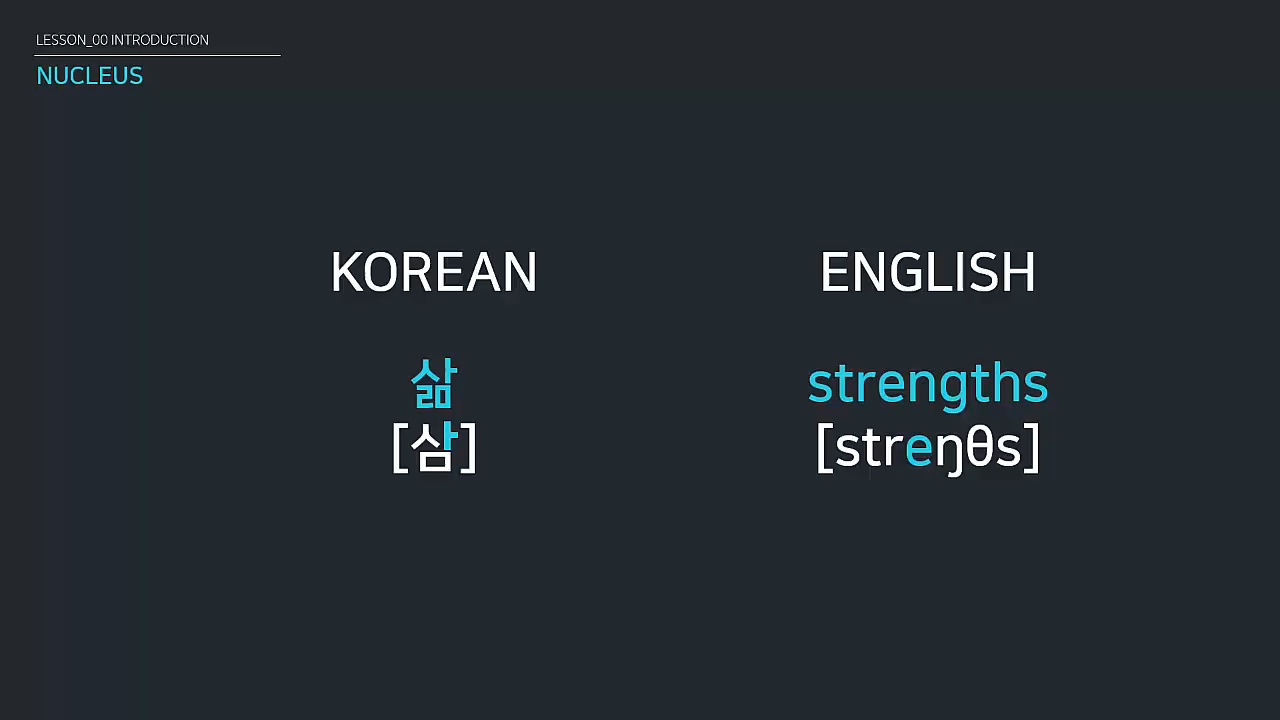 LESSON_00 INTRODUCTION
NUCLEUS
KOREAN
삶
[삼]
ENGLISH
strengths
[streŋθs]